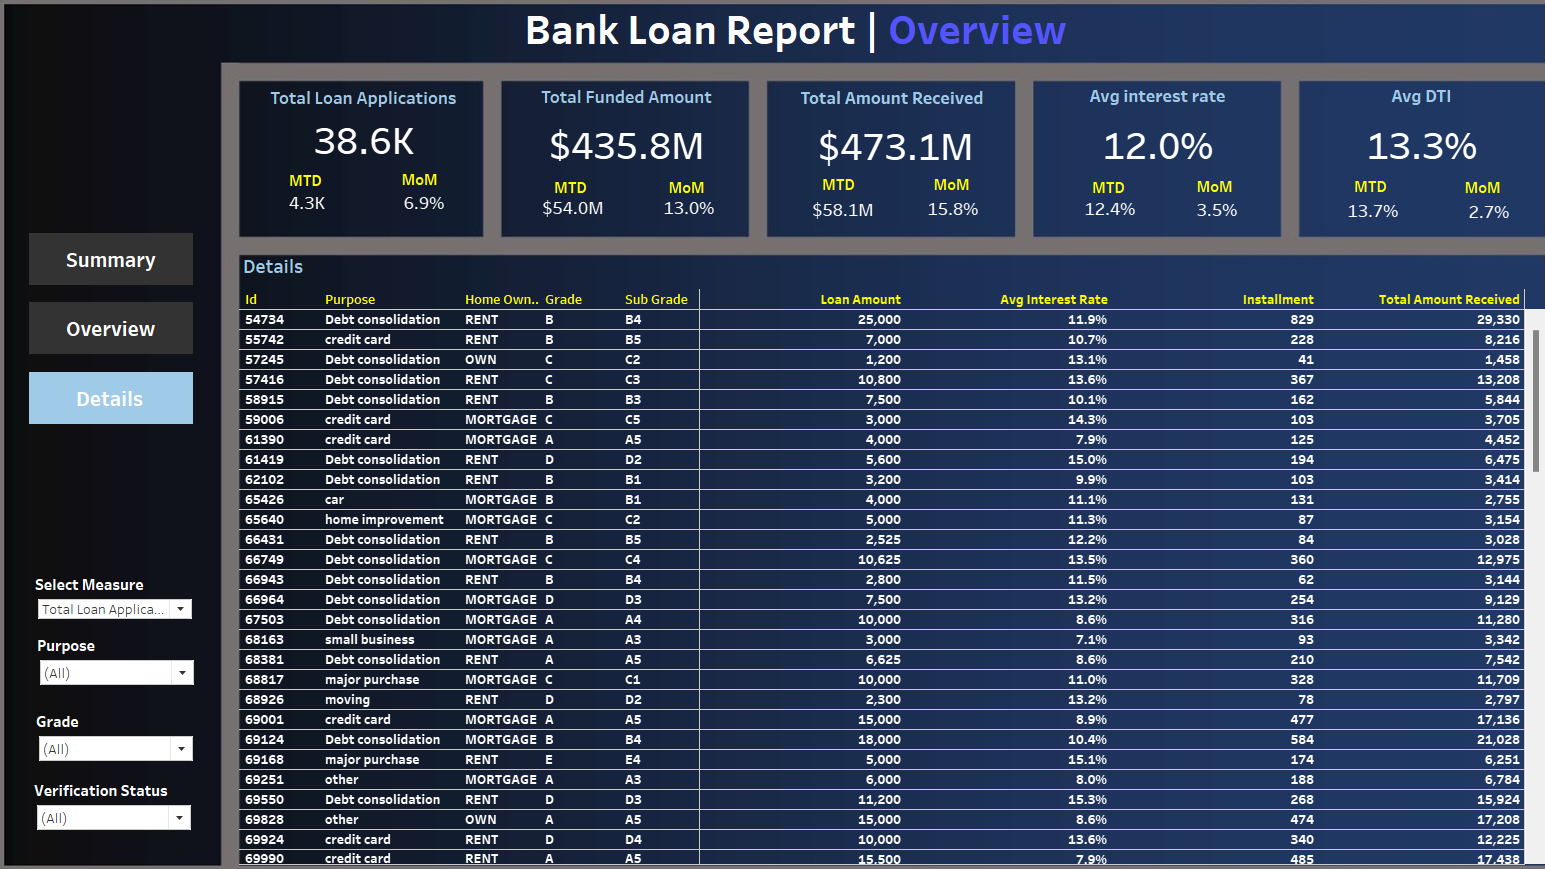 Bank Loan Report | Overview
Total Loan Applications
38.6K
MTD MoM
4.3K 6.9%
Total Funded Amount
$435.8M
MTD MoM
$54.0M 13.0%
Total Amount Received
$473.1M
MTD MoM
$58.1M 15.8%
Avg interest rate
12.0%
MTD MoM
12.4% 3.5%
Avg DTI
13.3%
MTD MoM
13.7% 2.7%
Summary
Overview
Details
Select Measure
Total Loan Applica...
Purpose
(All)
Grade
(All)
Verification Status
(All)
Details
Id Purpose Home Own.. Grade Sub Grade Loan Amount Avg Interest Rate Installment Total Amount Received
54734 Debt consolidation RENT B B4 25,000 11.9% 829 29,330
55742 credit card RENT B B5 7,000 10.7% 228 8,216
57245 Debt consolidation OWN C C2 1,200 13.1% 41 1,458
57416 Debt consolidation RENT C C3 10,800 13.6% 367 13,208
58915 Debt consolidation RENT B B3 7,500 10.1% 162 5,844
59006 credit card MORTGAGE C C5 3,000 14.3% 103 3,705
61390 credit card MORTGAGE A A5 4,000 7.9% 125 4,452
61419 Debt consolidation RENT D D2 5,600 15.0% 194 6,475
62102 Debt consolidation RENT B B1 3,200 9.9% 103 3,414
65426 car MORTGAGE B B1 4,000 11.1% 131 2,755
65640 home improvement MORTGAGE C C2 5,000 11.3% 87 3,154
66431 Debt consolidation RENT B B5 2,525 12.2% 84 3,028
66749 Debt consolidation MORTGAGE C C4 10,625 13.5% 360 12,975
66943 Debt consolidation RENT B B4 2,800 11.5% 62 3,144
66964 Debt consolidation MORTGAGE D D3 7,500 13.2% 254 9,129
67503 Debt consolidation MORTGAGE A A4 10,000 8.6% 316 11,280
68163 small business MORTGAGE A A3 3,000 7.1% 93 3,342
68381 Debt consolidation RENT A A5 6,625 8.6% 210 7,542
68817 major purchase MORTGAGE C C1 10,000 11.0% 328 11,709
68926 moving RENT D D2 2,300 13.2% 78 2,797
69001 credit card MORTGAGE A A5 15,000 8.9% 477 17,136
69124 Debt consolidation MORTGAGE B B4 18,000 10.4% 584 21,028
69168 major purchase RENT E E4 5,000 15.1% 174 6,251
69251 other MORTGAGE A A3 6,000 8.0% 188 6,784
69550 Debt consolidation RENT D D3 11,200 15.3% 268 15,924
69828 other OWN A A5 15,000 8.6% 474 17,208
69924 credit card RENT D D4 10,000 13.6% 340 12,225
69990 credit card RENT A A5 15,500 7.9% 485 17,438